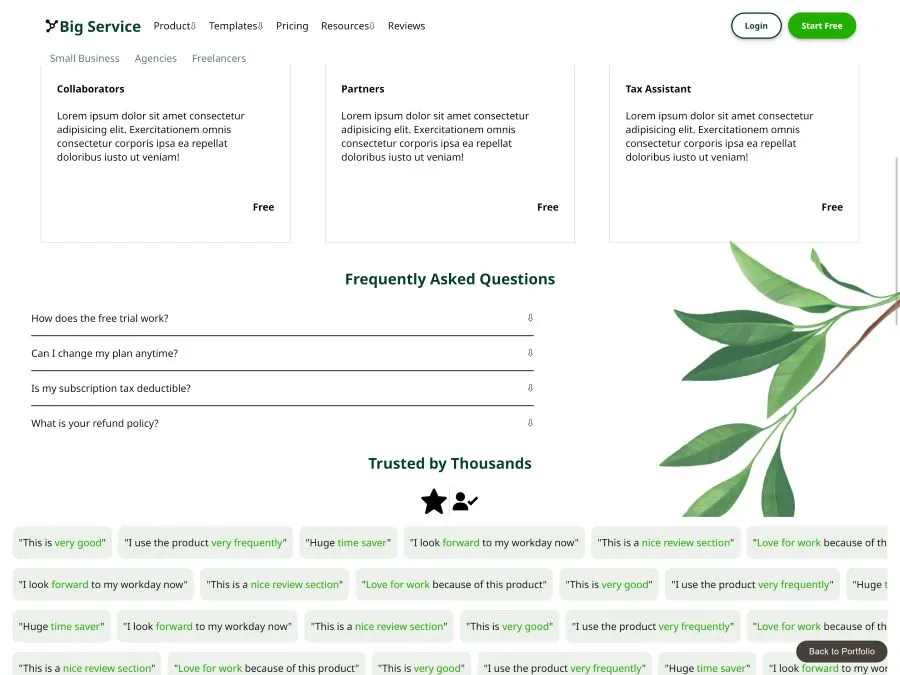 Big Service Product⇩ Templates⇩ Pricing Resources⇩ Reviews Login Start Free
Small Business Agencies Freelancers
Collaborators
Lorem ipsum dolor sit amet consectetur
adipisicing elit. Exercitationem omnis
consectetur corporis ipsa ea repellat
doloribus iusto ut veniam!
Free
Partners
Lorem ipsum dolor sit amet consectetur
adipisicing elit. Exercitationem omnis
consectetur corporis ipsa ea repellat
doloribus iusto ut veniam!
Free
Tax Assistant
Lorem ipsum dolor sit amet consectetur
adipisicing elit. Exercitationem omnis
consectetur corporis ipsa ea repellat
doloribus iusto ut veniam!
Free
Frequently Asked Questions
How does the free trial work? ⇩
Can I change my plan anytime? ⇩
Is my subscription tax deductible? ⇩
What is your refund policy? ⇩
Trusted by Thousands
"This is very good" "I use the product very frequently" "Huge time saver" "I look forward to my workday now" "This is a nice review section" "Love for work because of th
"I look forward to my workday now" "This is a nice review section" "Love for work because of this product" "This is very good" "I use the product very frequently" "Huge t
"Huge time saver" "I look forward to my workday now" "This is a nice review section" "This is very good" "I use the product very frequently" "Love for work because of th
Back to Portfolio
"This is a nice review section" "Love for work because of this product" "This is very good" "I use the product very frequently" "Huge time saver" "I look forward to my wor